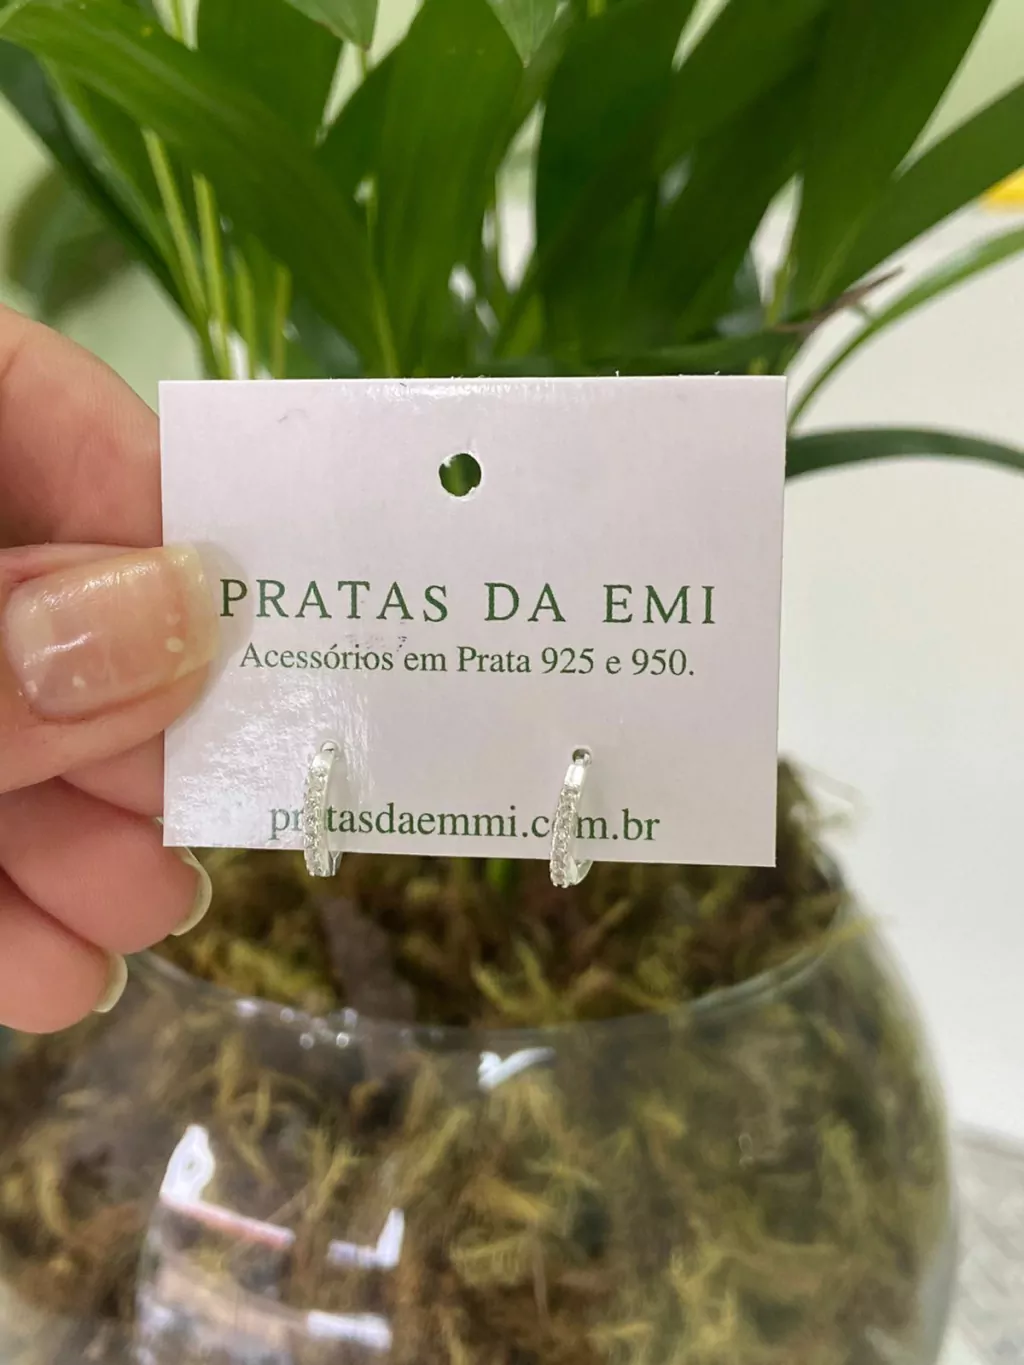 PRATAS DA EMI
Acessórios em Prata 925 e 950.
pratasdaemmi.com.br